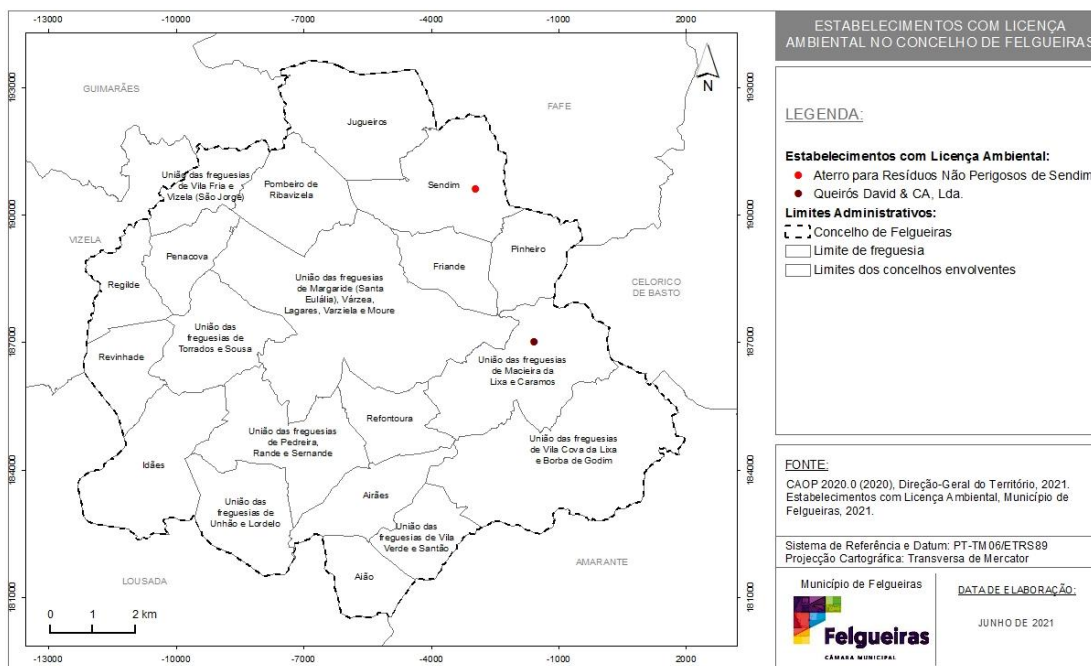 -13000
-10000
-7000
-4000
-1000
2000
193000
190000
187000
184000
181000
GUIMARÃES
FAFE
VIZELA
CELORICO
DE BASTO
LOUSADA
AMARANTE
N
Jugueiros
União das freguesias
de Vila Fria e
Vizela (São Jorge)
Pombeiro de
Ribavizela
Sendim
Penacova
Pinheiro
Friande
Regilde
União das freguesias
de Margaride (Santa
Eulália), Várzea,
Lagares, Varziela e Moure
União das
freguesias de
Torrados e Sousa
Revinhade
União das freguesias
de Macieira da
Lixa e Caramos
Refontoura
União das freguesias
de Pedreira,
Rande e Sernande
União das freguesias
de Vila Cova da Lixa
e Borba de Godim
Idães
Airães
União das
freguesias de
Unhão e Lordelo
União das
freguesias de Vila
Verde e Santão
Aião
0 1 2 km
193000
190000
187000
184000
181000
-13000
-10000
-7000
-4000
-1000
2000
ESTABELECIMENTOS COM LICENÇA
AMBIENTAL NO CONCELHO DE FELGUEIRAS
LEGENDA:
Estabelecimentos com Licença Ambiental:
Aterro para Resíduos Não Perigosos de Sendim
Queirós David & CA, Lda.
Limites Administrativos:
Concelho de Felgueiras
Limite de freguesia
Limites dos concelhos envolventes
FONTE:
CAOP 2020.0 (2020), Direção-Geral do Território, 2021.
Estabelecimentos com Licença Ambiental, Município de
Felgueiras, 2021.
Sistema de Referência e Datum: PT-TM06/ETRS89
Projecção Cartográfica: Transversa de Mercator
Município de Felgueiras
Felgueiras
CÂMARA MUNICIPAL
DATA DE ELABORAÇÃO:
JUNHO DE 2021